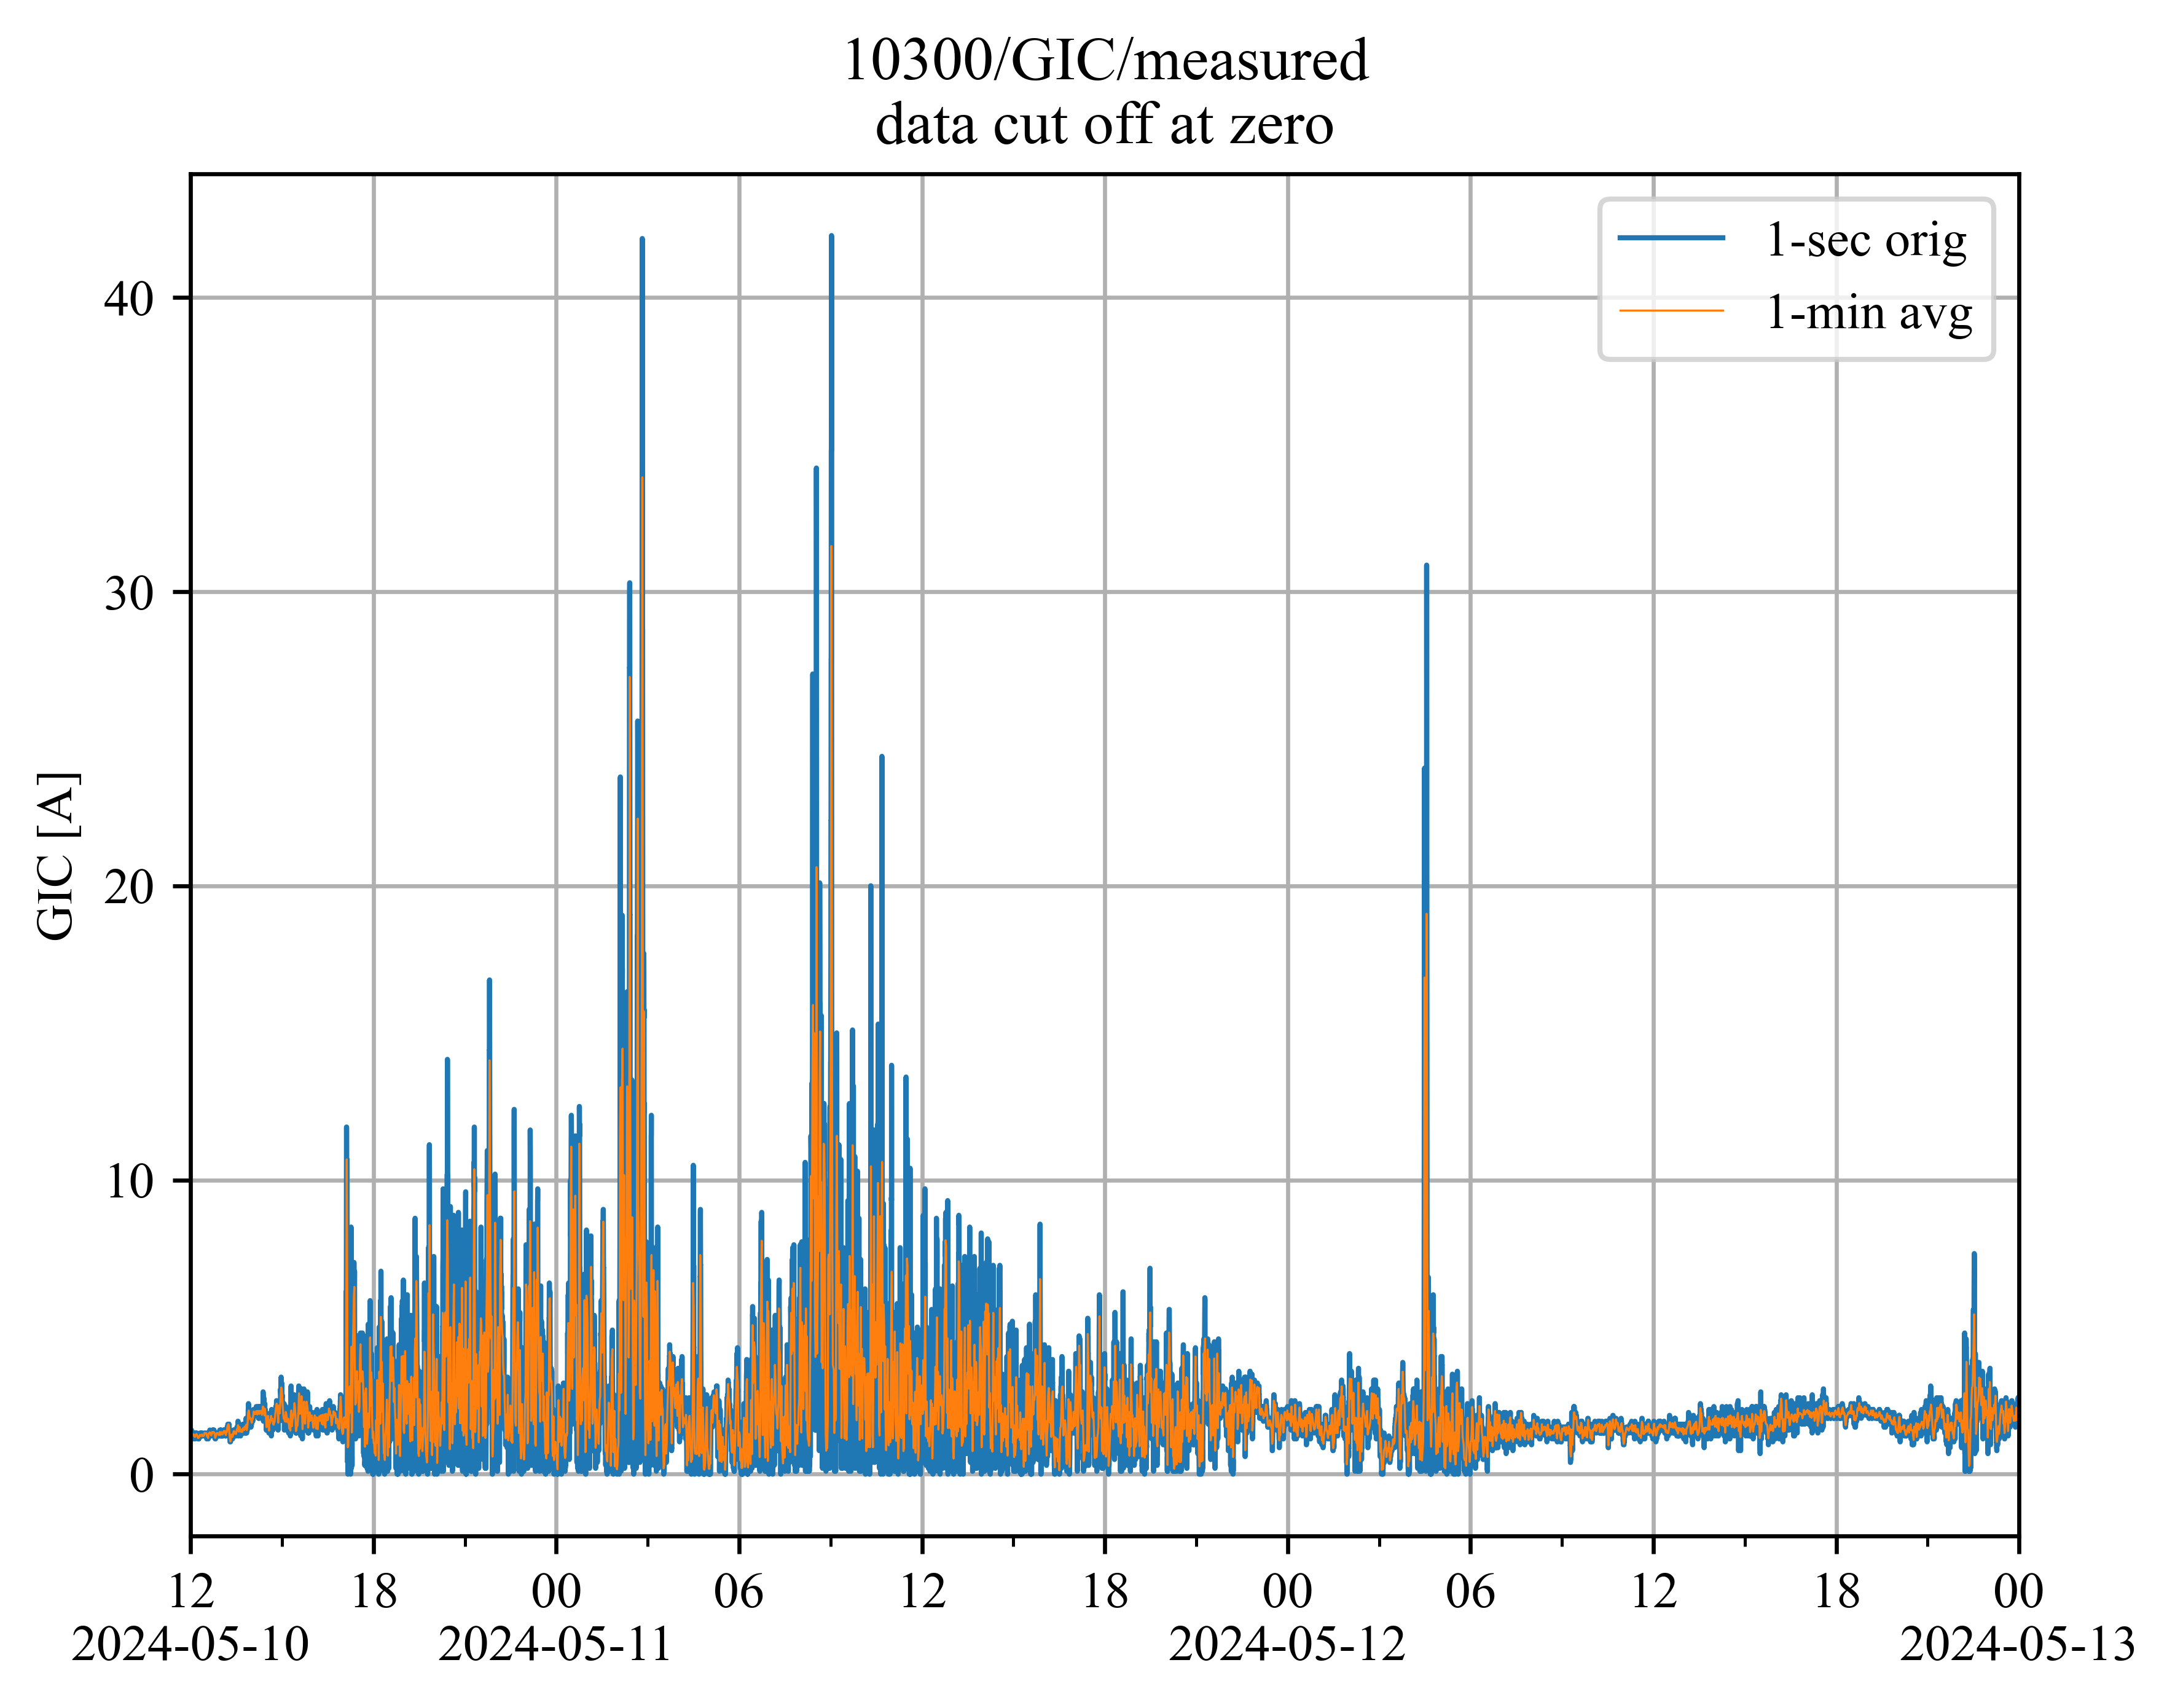 10300/GIC/measured
data cut off at zero
1-sec orig
1-min avg
GIC [A]
40
30
20
10
0
12 18 00 06 12 18 00 06 12 18 00
2024-05-10 2024-05-11 2024-05-12 2024-05-13